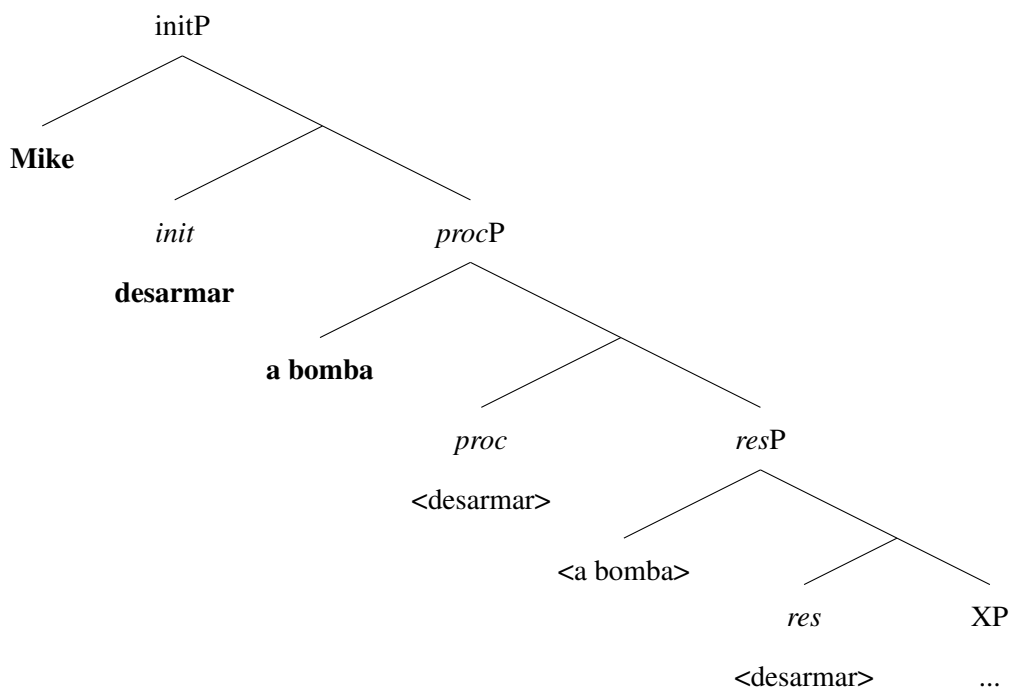 initP
Mike
init procP
desarmar
a bomba
proc resP
<desarmar>
<a bomba>
res XP
<desarmar> ...